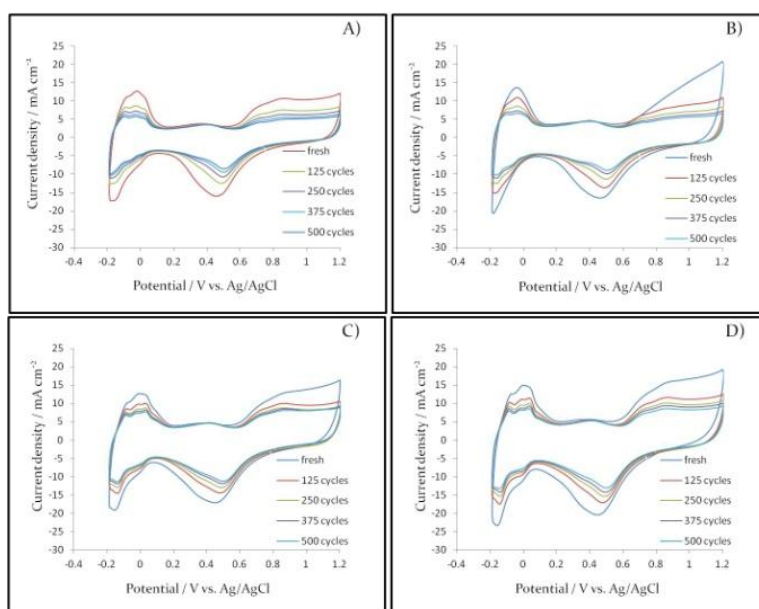 A)
25
20
15
10
5
0
-5
-10
-15
-20
-25
-30
Current density / mA cm⁻²
fresh
125 cycles
250 cycles
375 cycles
500 cycles
-0.4 -0.2 0 0.2 0.4 0.6 0.8 1 1.2
Potential / V vs. Ag/AgCl
B)
25
20
15
10
5
0
-5
-10
-15
-20
-25
-30
Current density / mA cm⁻²
fresh
125 cycles
250 cycles
375 cycles
500 cycles
-0.4 -0.2 0 0.2 0.4 0.6 0.8 1 1.2
Potential / V vs. Ag/AgCl
C)
25
20
15
10
5
0
-5
-10
-15
-20
-25
-30
Current density / mA cm⁻²
fresh
125 cycles
250 cycles
375 cycles
500 cycles
-0.4 -0.2 0 0.2 0.4 0.6 0.8 1 1.2
Potential / V vs. Ag/AgCl
D)
25
20
15
10
5
0
-5
-10
-15
-20
-25
-30
Current density / mA cm⁻²
fresh
125 cycles
250 cycles
375 cycles
500 cycles
-0.4 -0.2 0 0.2 0.4 0.6 0.8 1 1.2
Potential / V vs. Ag/AgCl